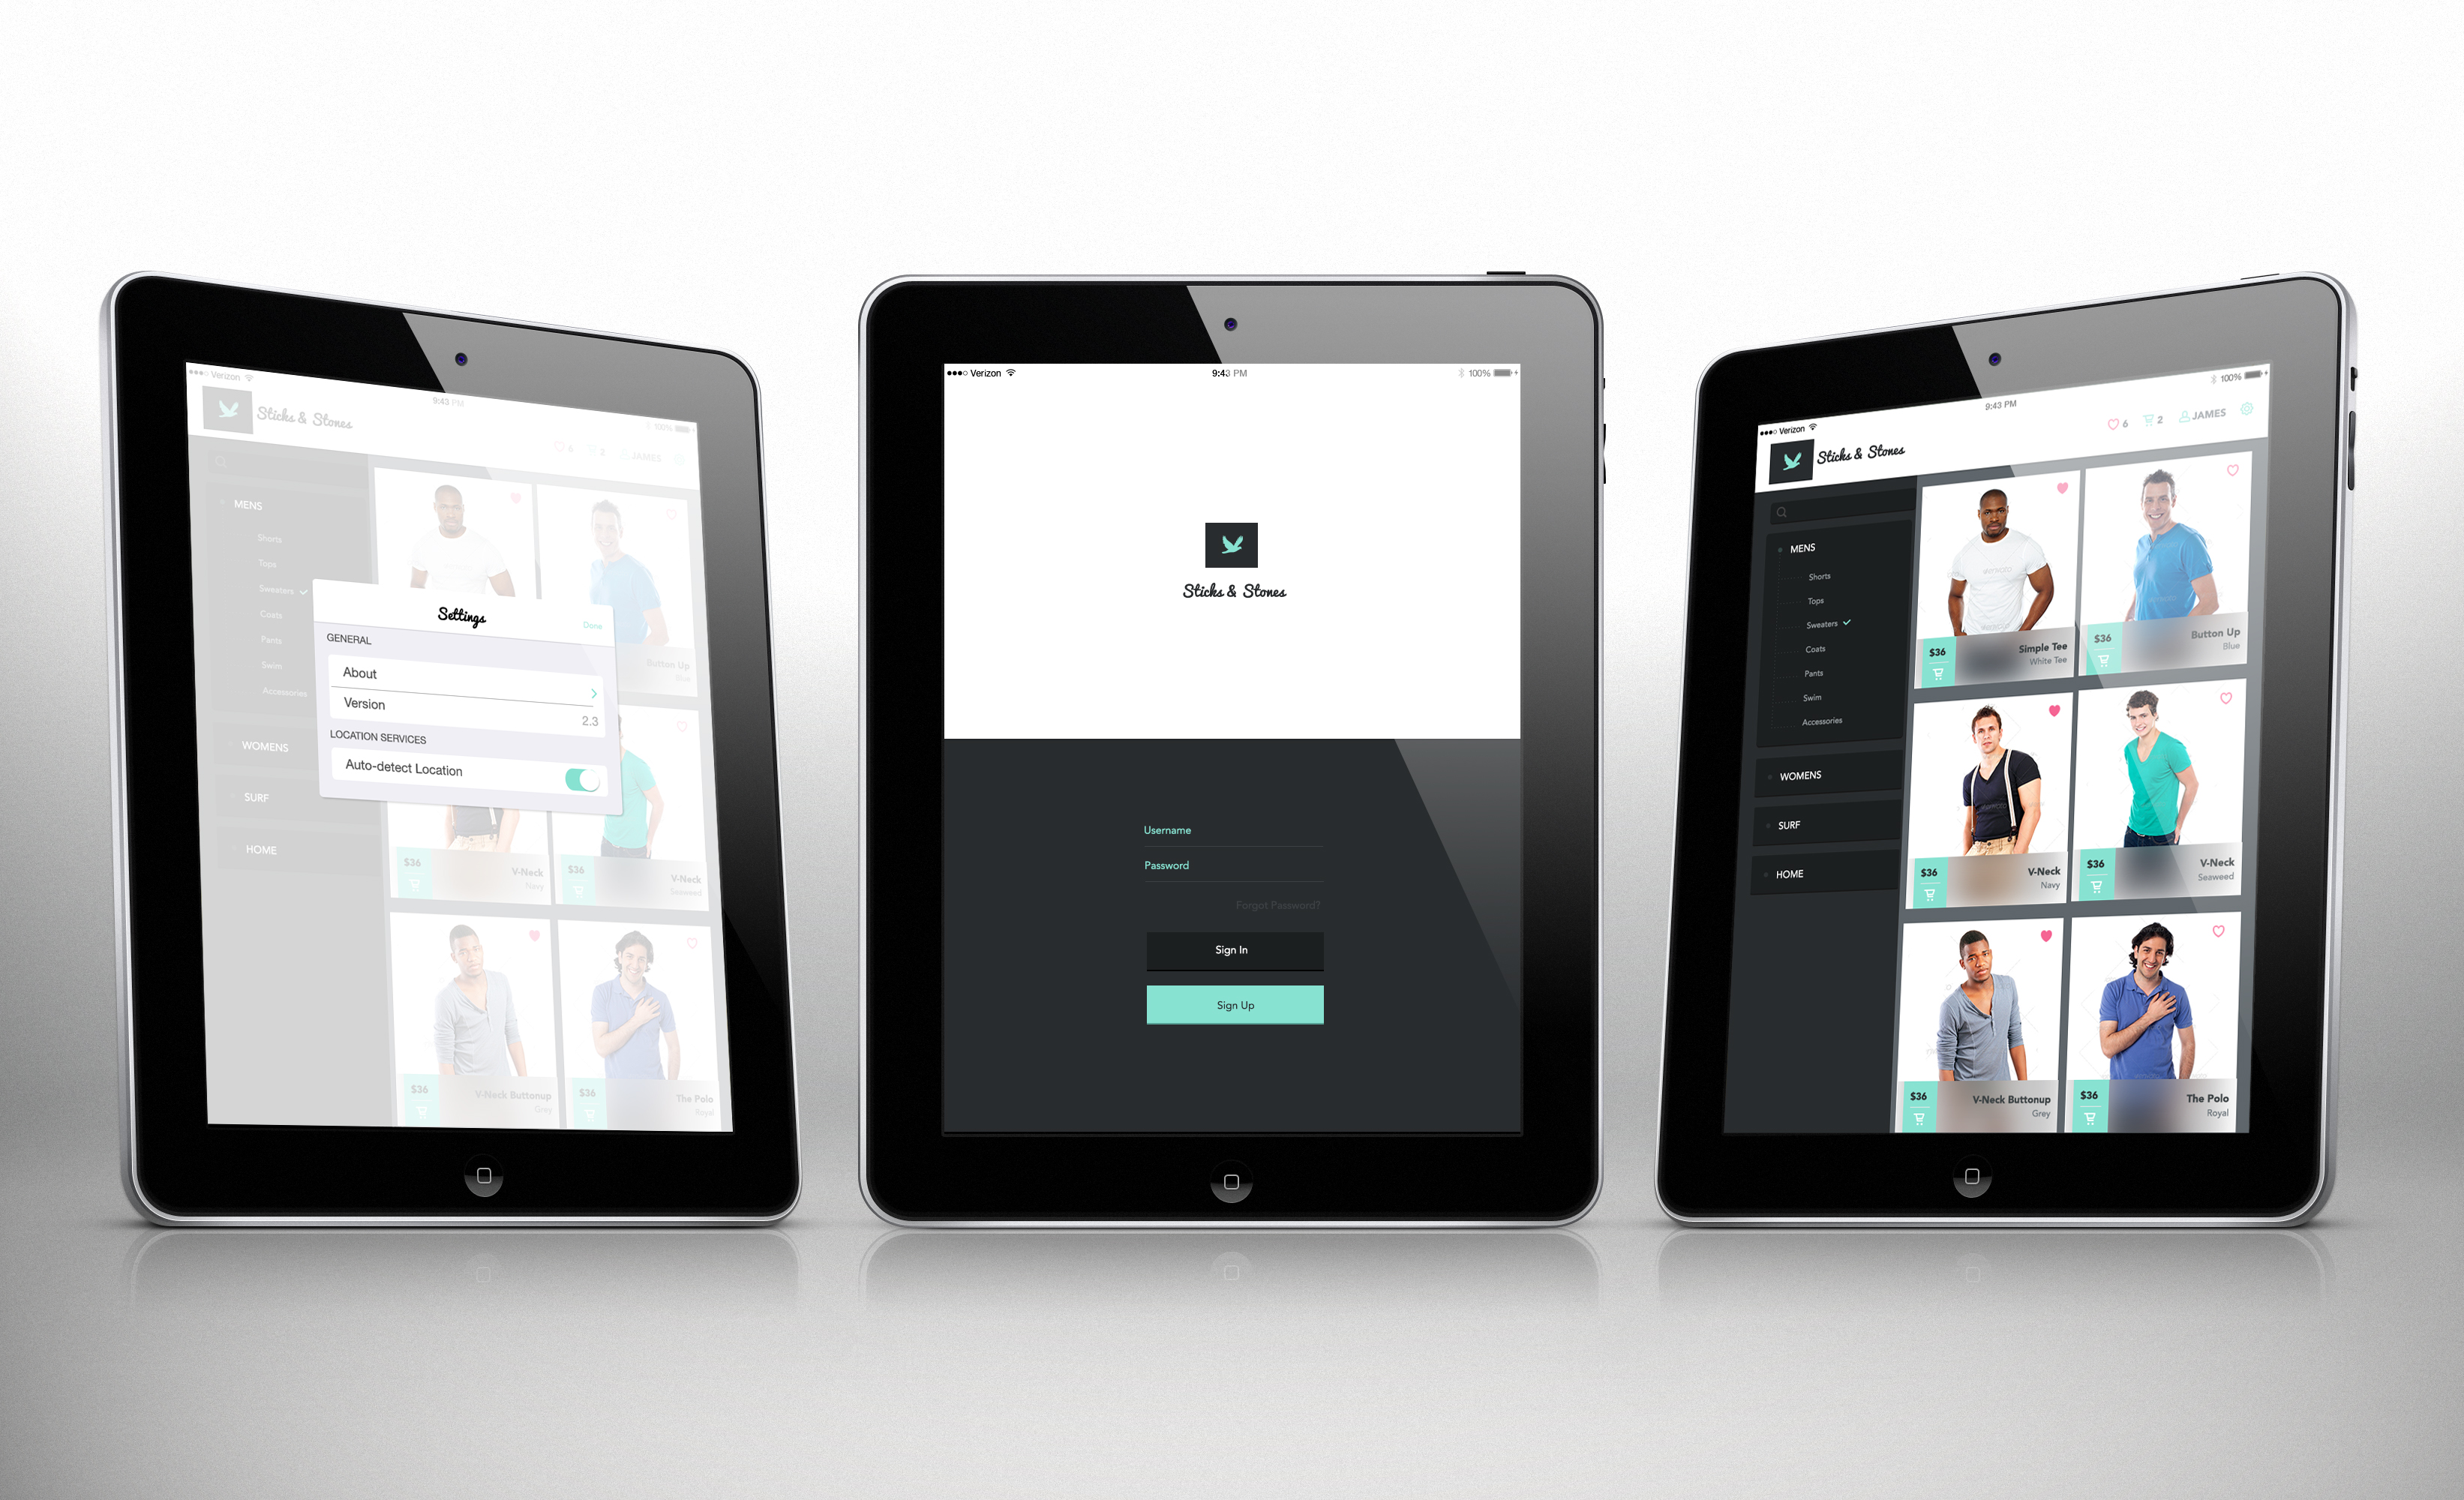 Verizon
9:43 PM
100%
Sticks & Stones
6
2
JAMES
MENS
Shorts
Tops
Sweaters
Coats
Pants
Swim
Accessories
WOMENS
SURF
HOME
Settings
Done
GENERAL
About
Version
2.3
LOCATION SERVICES
Auto-detect Location
Button Up
Blue
$36
V-Neck
Navy
$36
V-Neck
Seaweed
$36
V-Neck Buttonup
Grey
$36
The Polo
Royal
Verizon
9:43 PM
100%
Sticks & Stones
Username
Password
Forgot Password?
Sign In
Sign Up
Verizon
9:43 PM
100%
Sticks & Stones
6
2
JAMES
MENS
Shorts
Tops
Sweaters
Coats
Pants
Swim
Accessories
WOMENS
SURF
HOME
$36
Simple Tee
White Tee
$36
Button Up
Blue
$36
V-Neck
Navy
$36
V-Neck
Seaweed
$36
V-Neck Buttonup
Grey
$36
The Polo
Royal